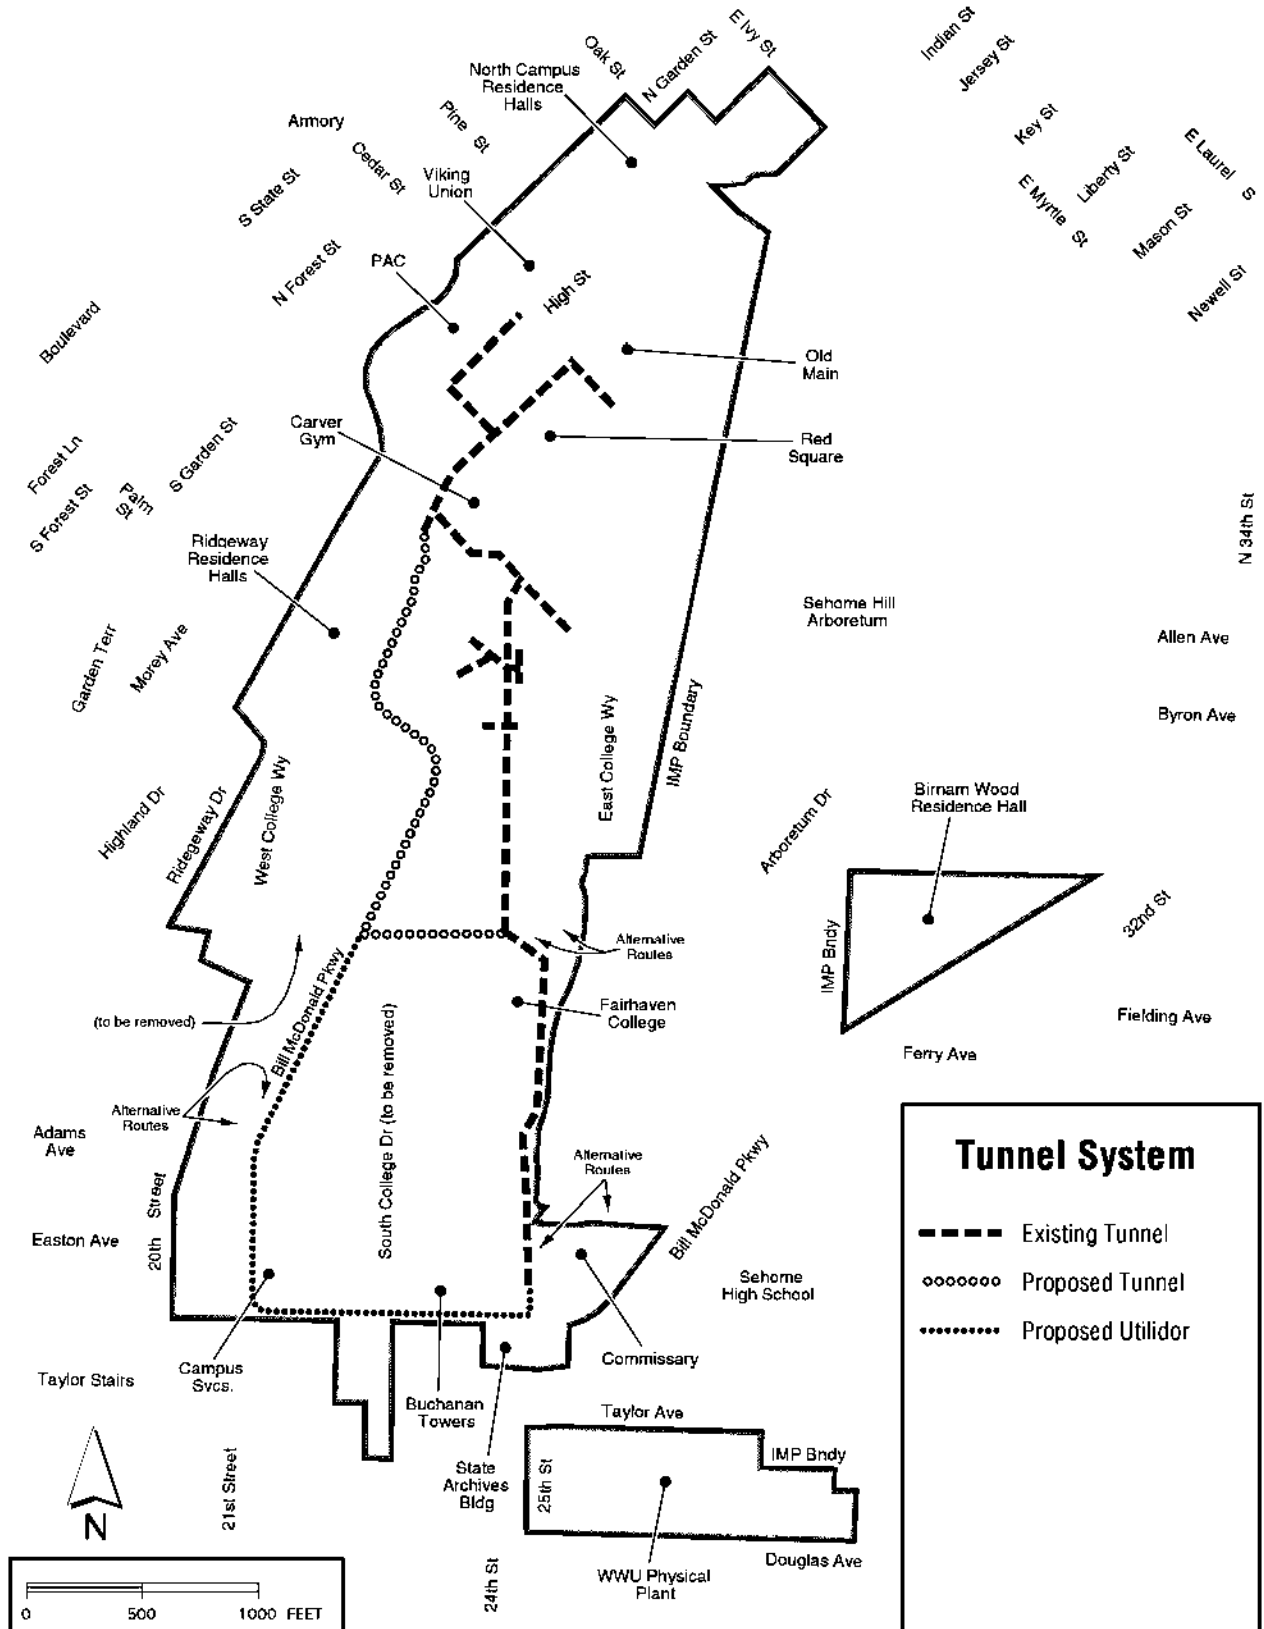 Oak St
N Garden St
E Ivy St
Indian St
Jersey St
North Campus
Residence
Halls
Armory
Pine St
Cedar St
Key St
E Laurel S
Liberty St
E Myrtle St
Mason St
Newell St
Viking
Union
S State St
N Forest St
PAC
High St
Boulevard
Old
Main
Carver
Gym
Red
Square
Forest Ln
S Garden St
S Forest St
Palm
St
N 34th St
Ridgeway
Residence
Halls
Sehome Hill
Arboretum
Allen Ave
Garden Terr
Morey Ave
Byron Ave
East College Wy
IMP Boundary
Highland Dr
Ridegeway Dr
West College Wy
Arboretum Dr
Birnam Wood
Residence Hall
32nd St
IMP Bndy
Alternative
Routes
Fairhaven
College
(to be removed)
Bill McDonald Pkwy
South College Dr (to be removed)
Fielding Ave
Ferry Ave
Alternative
Routes
Adams
Ave
Alternative
Routes
Bill McDonald Pkwy
Easton Ave
20th Street
Sehome
High School
Tunnel System
Existing Tunnel
Proposed Tunnel
Proposed Utilidor
Commissary
Taylor Stairs
Campus
Svcs.
Buchanan
Towers
Taylor Ave
IMP Bndy
State
Archives
Bldg
25th St
21st Street
N
Douglas Ave
WWU Physical
Plant
24th St
0 500 1000 FEET